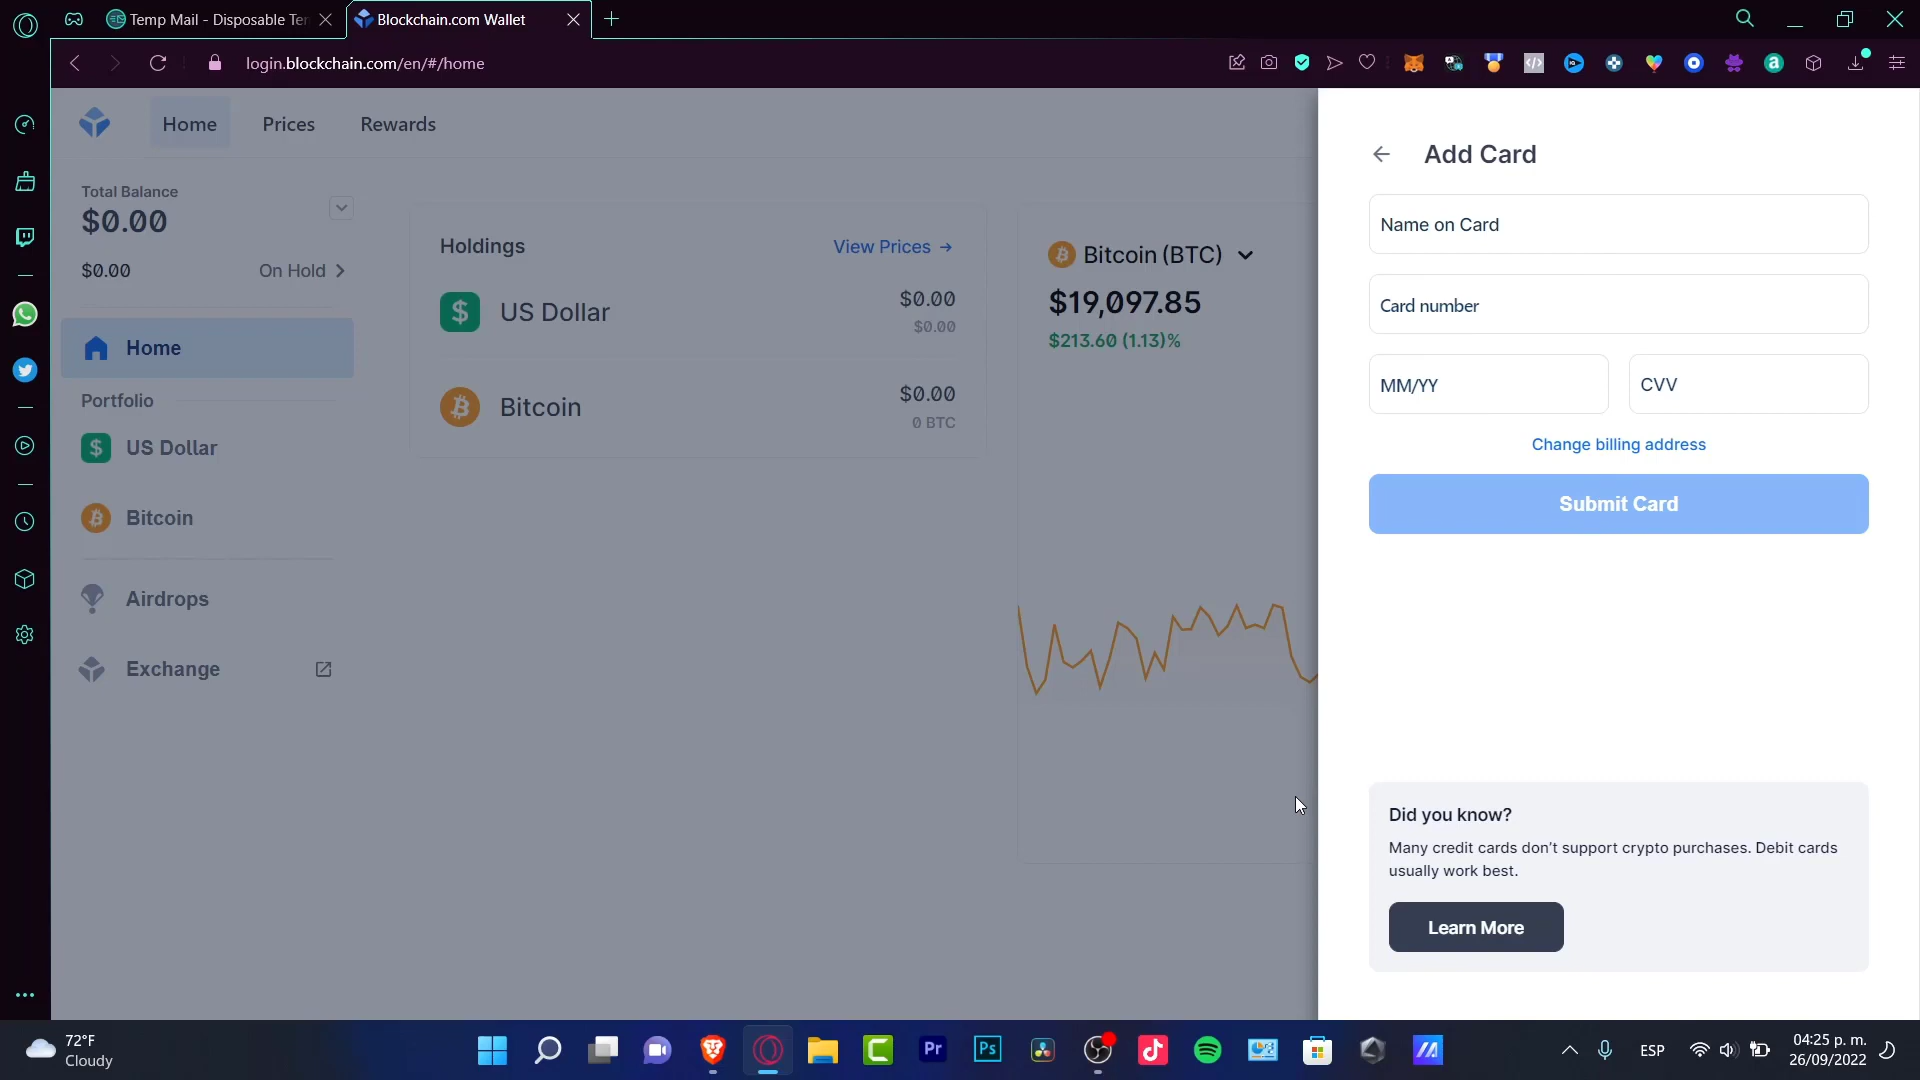 Temp Mail - Disposable Te
Blockchain.com Wallet
login.blockchain.com/en/#/home
Home
Prices
Rewards
Total Balance
$0.00
$0.00
On Hold
Home
Portfolio
US Dollar
Bitcoin
Airdrops
Exchange
Holdings
View Prices →
US Dollar
$0.00
$0.00
Bitcoin
$0.00
0 BTC
Bitcoin (BTC)
$19,097.85
$213.60 (1.13)%
Add Card
Name on Card
Card number
MM/YY
CVV
Change billing address
Submit Card
Did you know?
Many credit cards don't support crypto purchases. Debit cards
usually work best.
Learn More
72°F
Cloudy
Pr
Ps
ESP
04:25 p. m.
26/09/2022